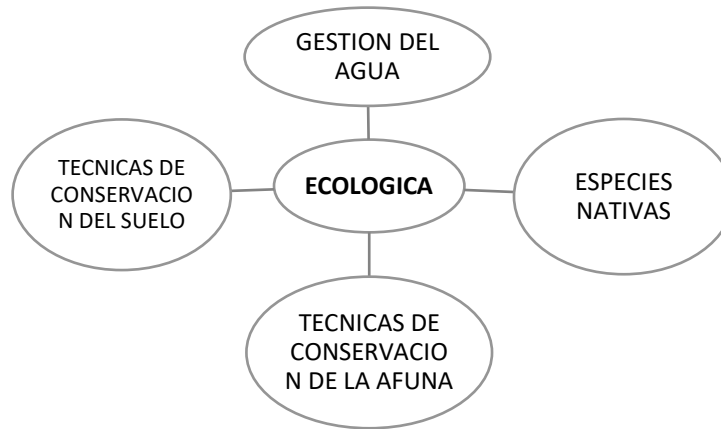 GESTION DEL
AGUA
TECNICAS DE
CONSERVACIO
N DEL SUELO
ECOLOGICA
ESPECIES
NATIVAS
TECNICAS DE
CONSERVACIO
N DE LA AFUNA